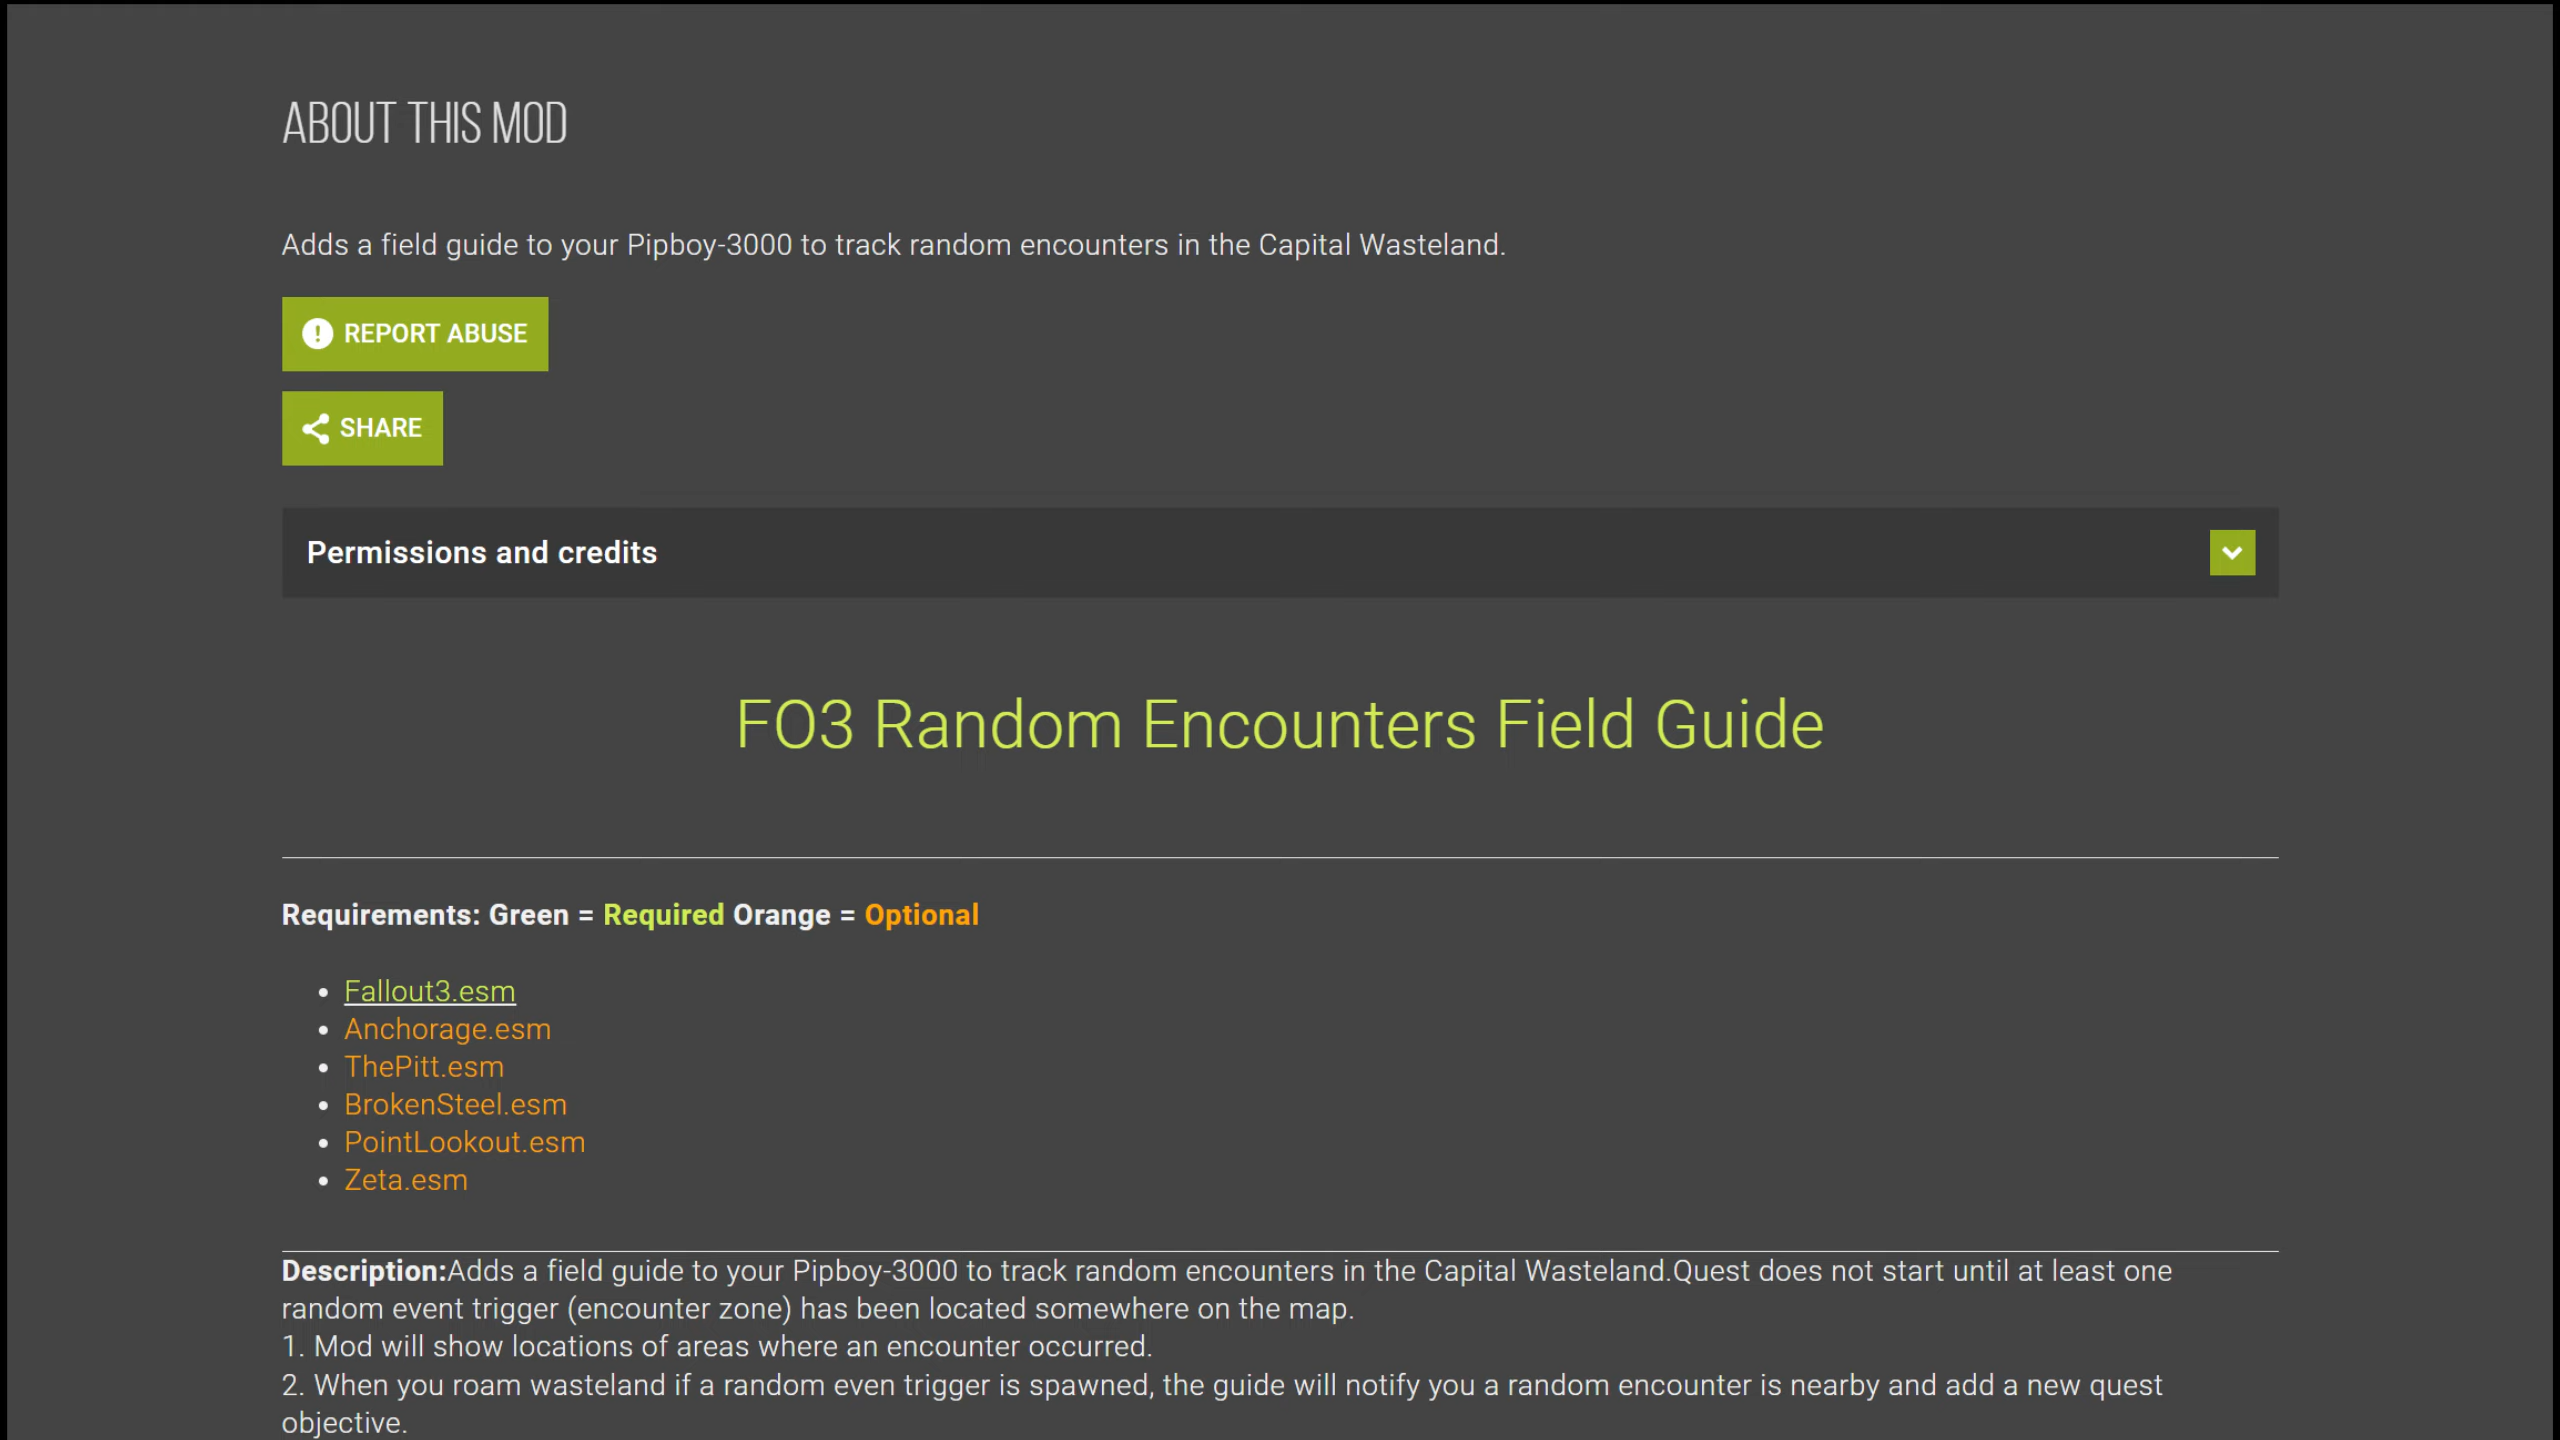 ABOUT THIS MOD
Adds a field guide to your Pipboy-3000 to track random encounters in the Capital Wasteland.
REPORT ABUSE
SHARE
Permissions and credits
FO3 Random Encounters Field Guide
Requirements: Green = Required Orange = Optional
• Fallout3.esm
• Anchorage.esm
• ThePitt.esm
• BrokenSteel.esm
• PointLookout.esm
• Zeta.esm
Description:Adds a field guide to your Pipboy-3000 to track random encounters in the Capital Wasteland.Quest does not start until at least one
random event trigger (encounter zone) has been located somewhere on the map.
1. Mod will show locations of areas where an encounter occurred.
2. When you roam wasteland if a random even trigger is spawned, the guide will notify you a random encounter is nearby and add a new quest
objective.